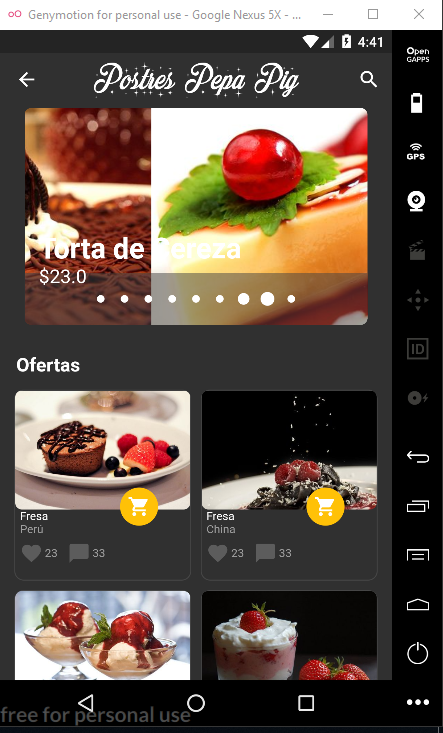 Genymotion for personal use - Google Nexus 5X - ...
4:41
Open
GAPPS
Postres Pepa Pig
GPS
Torta de Cereza
$23.0
ID
Ofertas
Fresa
Perú
23
33
Fresa
China
23
33
free for personal use